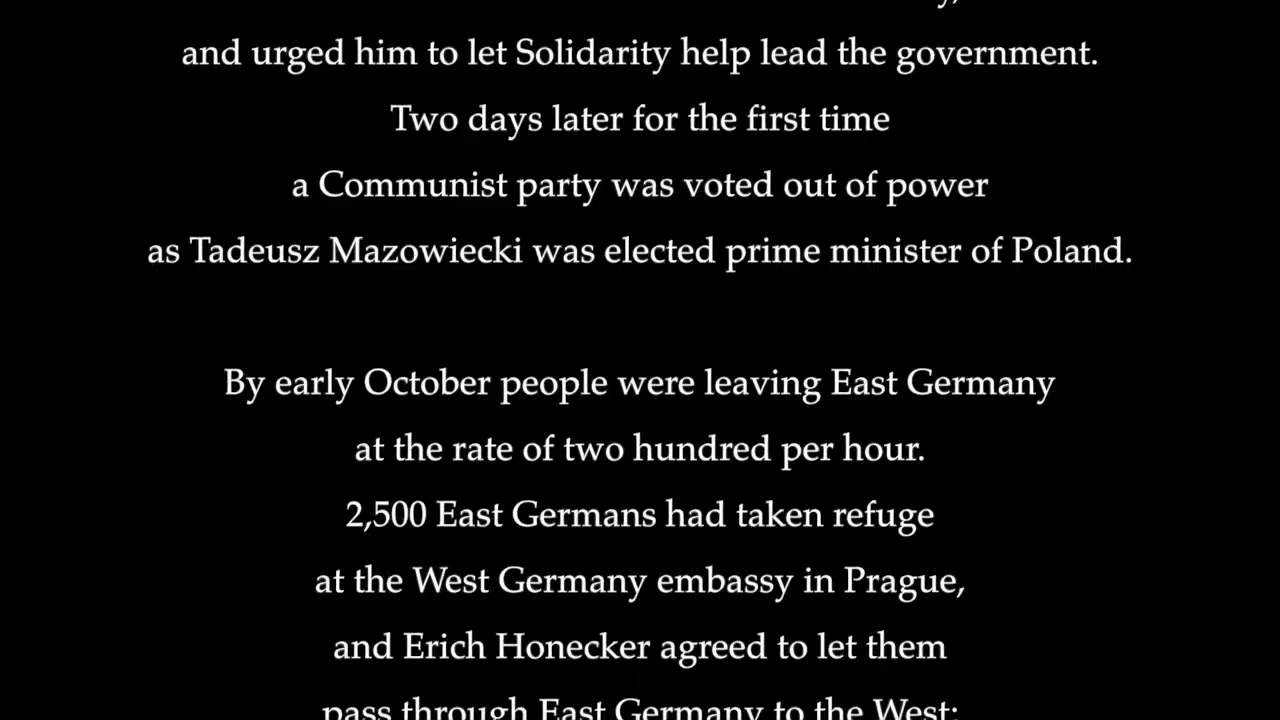 and urged him to let Solidarity help lead the government.
Two days later for the first time
a Communist party was voted out of power
as Tadeusz Mazowiecki was elected prime minister of Poland.
By early October people were leaving East Germany
at the rate of two hundred per hour.
2,500 East Germans had taken refuge
at the West Germany embassy in Prague,
and Erich Honecker agreed to let them
pass through East Germany to the West;